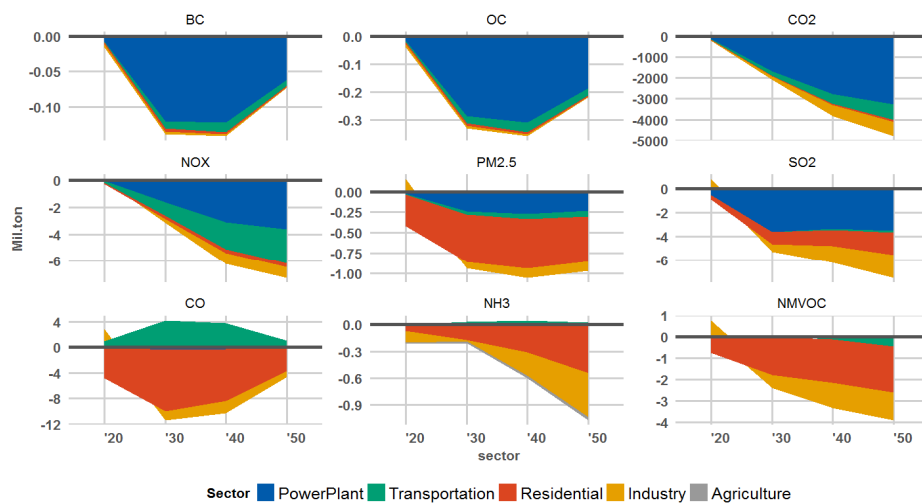 BC
OC
CO2
0.00
-0.05
-0.10
0.0
-0.1
-0.2
-0.3
0
-1000
-2000
-3000
-4000
-5000
NOX
PM2.5
SO2
Mil.ton
0
-2
-4
-6
0.00
-0.25
-0.50
-0.75
-1.00
0
-2
-4
-6
CO
NH3
NMVOC
4
0
-4
-8
-12
0.0
-0.3
-0.6
-0.9
1
0
-1
-2
-3
-4
'20 '30 '40 '50
'20 '30 '40 '50
'20 '30 '40 '50
sector
Sector PowerPlant Transportation Residential Industry Agriculture